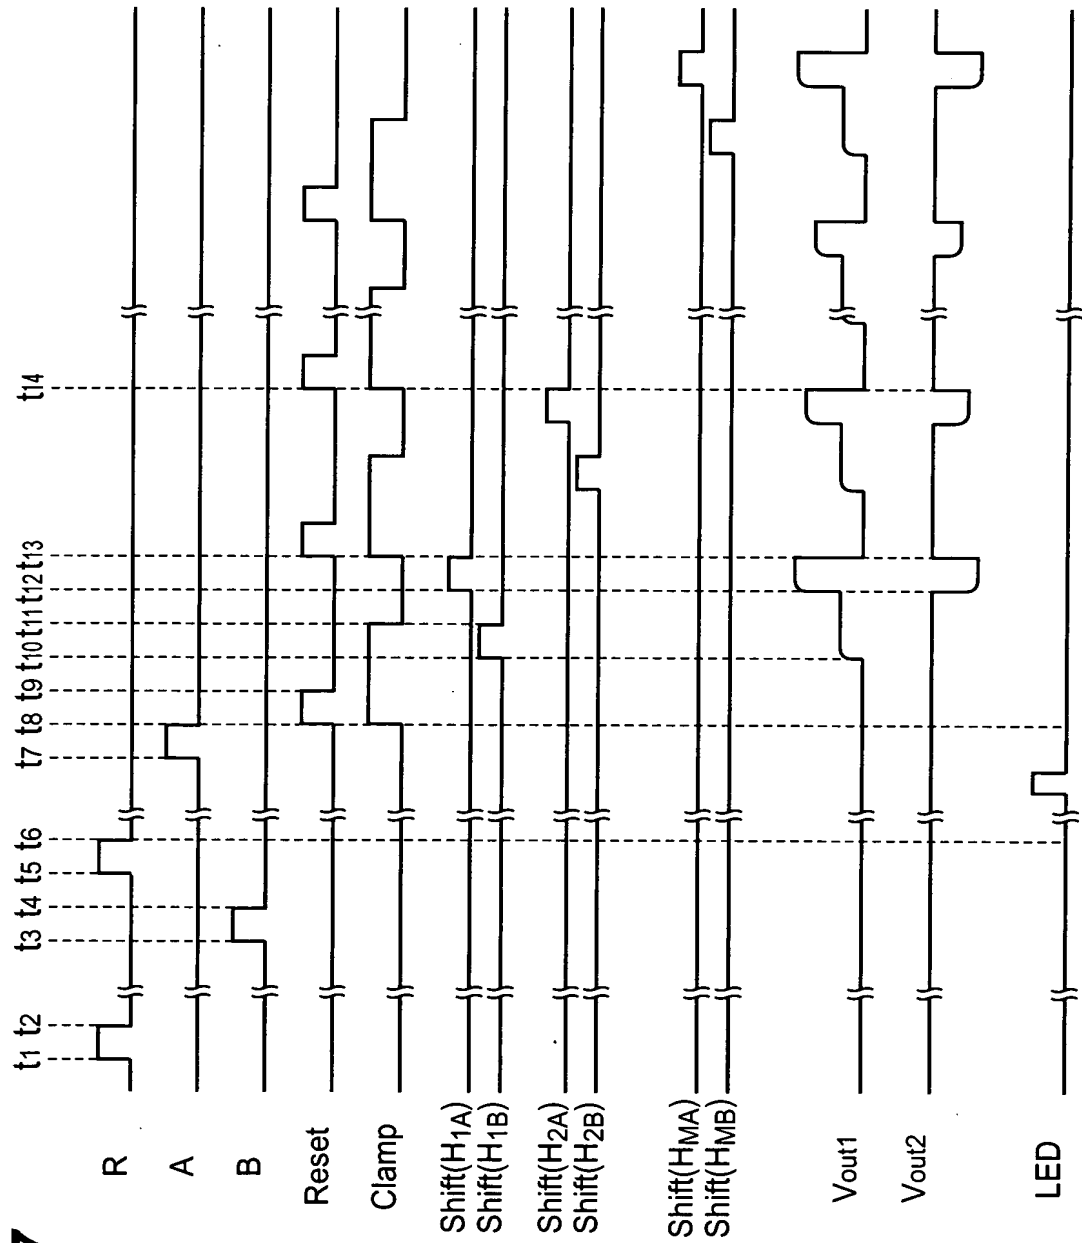 t1 t2 t3 t4 t5 t6 t7 t8 t9 t10 t11 t12 t13 t14
R
A
B
Reset
Clamp
Shift(H1A)
Shift(H1B)
Shift(H2A)
Shift(H2B)
Shift(HMA)
Shift(HMB)
Vout1
Vout2
LED